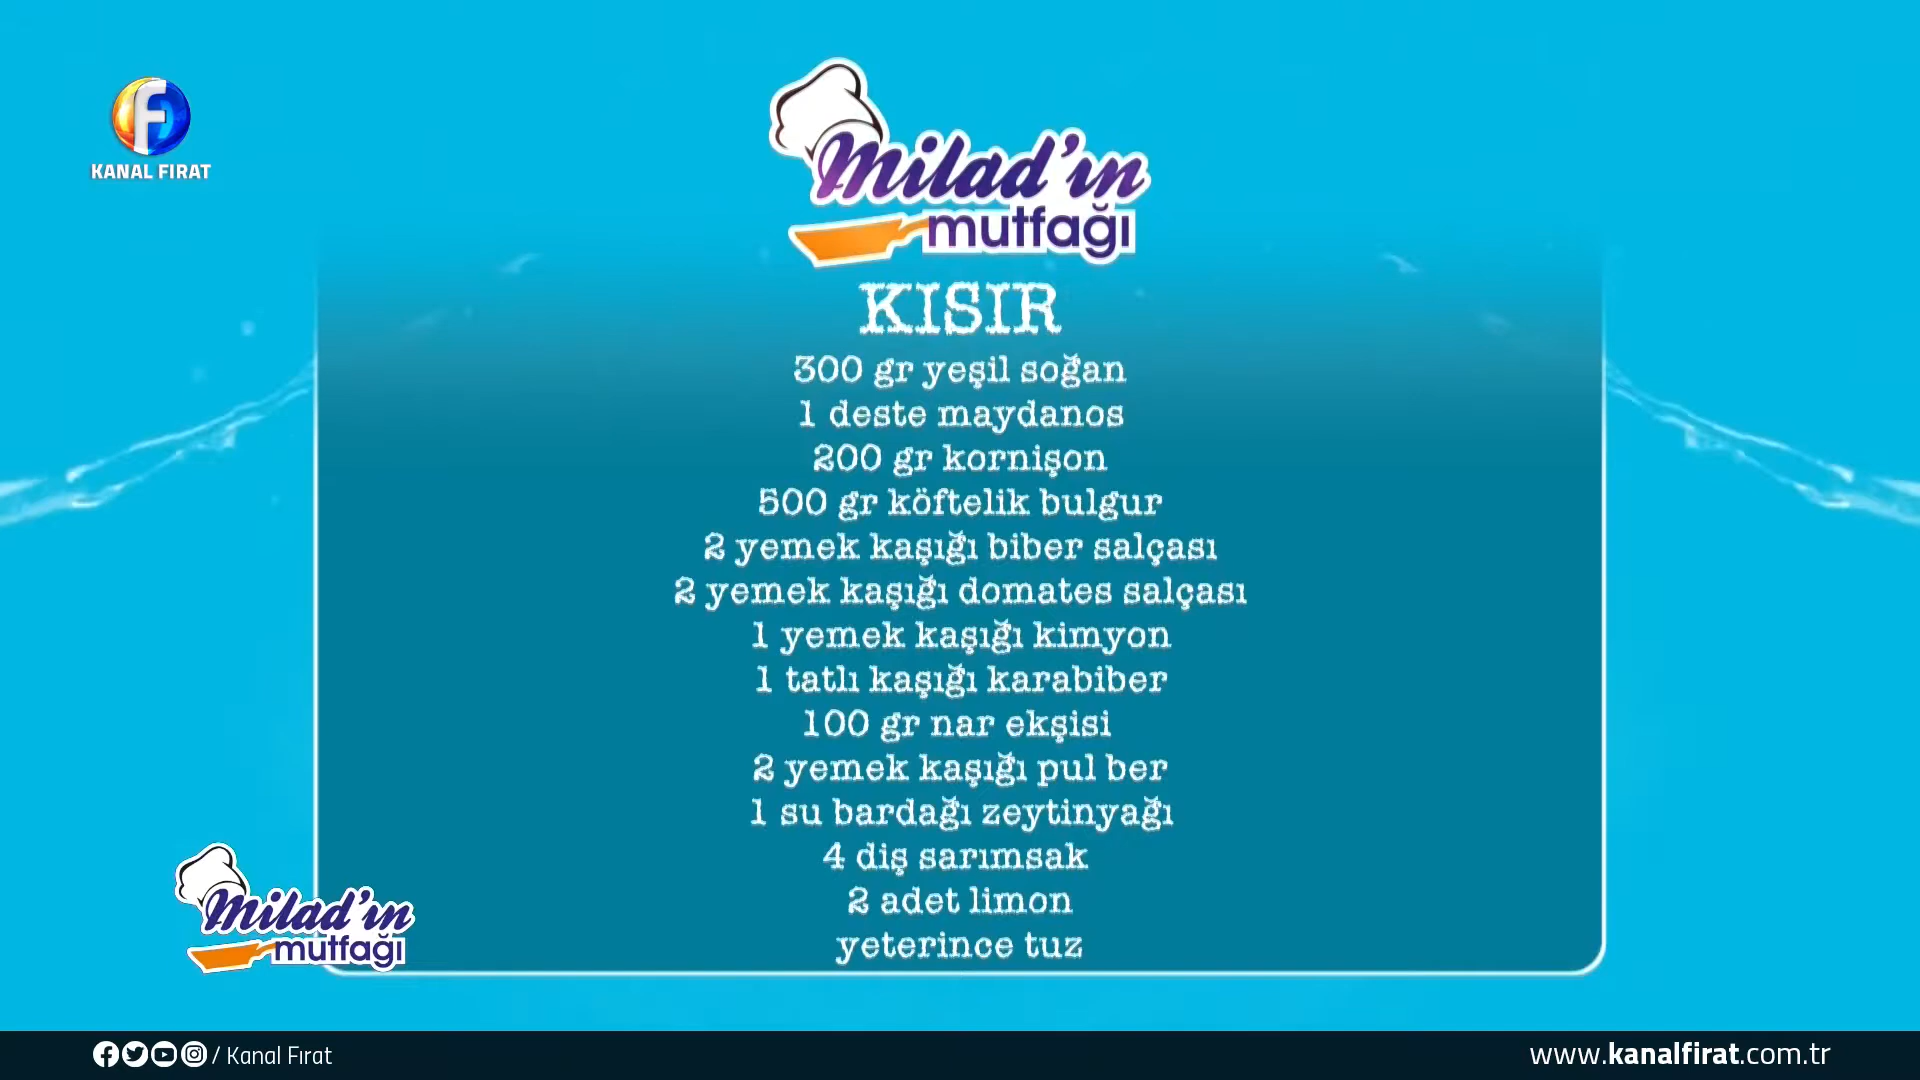 KANAL FIRAT
Milad'ın
mutfağı
KISIR
300 gr yeşil soğan
1 deste maydanos
200 gr kornişon
500 gr köftelik bulgur
2 yemek kaşığı biber salçası
2 yemek kaşığı domates salçası
1 yemek kaşığı kimyon
1 tatlı kaşığı karabiber
100 gr nar ekşisi
2 yemek kaşığı pul ber
1 su bardağı zeytinyağı
4 diş sarımsak
2 adet limon
yeterince tuz
Milad'ın
mutfağı
/ Kanal Fırat
www.kanalfirat.com.tr